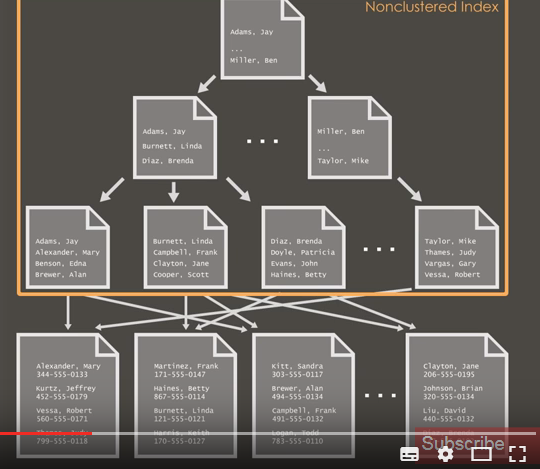 Nonclustered Index
Adams, Jay
...
Miller, Ben
Adams, Jay
Burnett, Linda
Diaz, Brenda
...
Miller, Ben
...
Taylor, Mike
Adams, Jay
Alexander, Mary
Benson, Edna
Brewer, Alan
Burnett, Linda
Campbell, Frank
Clayton, Jane
Cooper, Scott
Diaz, Brenda
Doyle, Patricia
Evans, John
Haines, Betty
...
Taylor, Mike
Thames, Judy
Vargas, Gary
Vessa, Robert
Alexander, Mary
344-555-0133
Kurtz, Jeffrey
452-555-0179
Vessa, Robert
560-555-0171
Thames, Judy
799-555-0118
Martinez, Frank
171-555-0147
Haines, Betty
867-555-0114
Burnett, Linda
121-555-0121
Harris, Keith
170-555-0127
Kitt, Sandra
303-555-0117
Brewer, Alan
494-555-0134
Campbell, Frank
491-555-0132
Logan, Todd
783-555-0110
...
Clayton, Jane
206-555-0195
Johnson, Brian
320-555-0134
Liu, David
440-555-0132
Subscribe